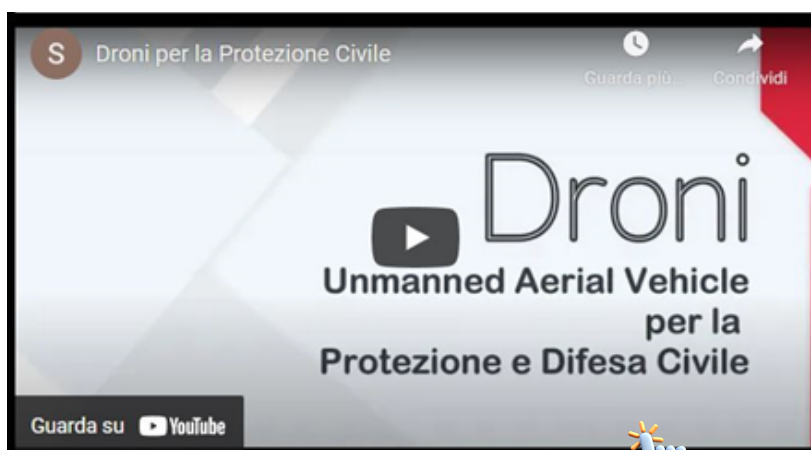 S Droni per la Protezione Civile
Guarda più... Condividi
Droni
Unmanned Aerial Vehicle
per la
Protezione e Difesa Civile
Guarda su YouTube